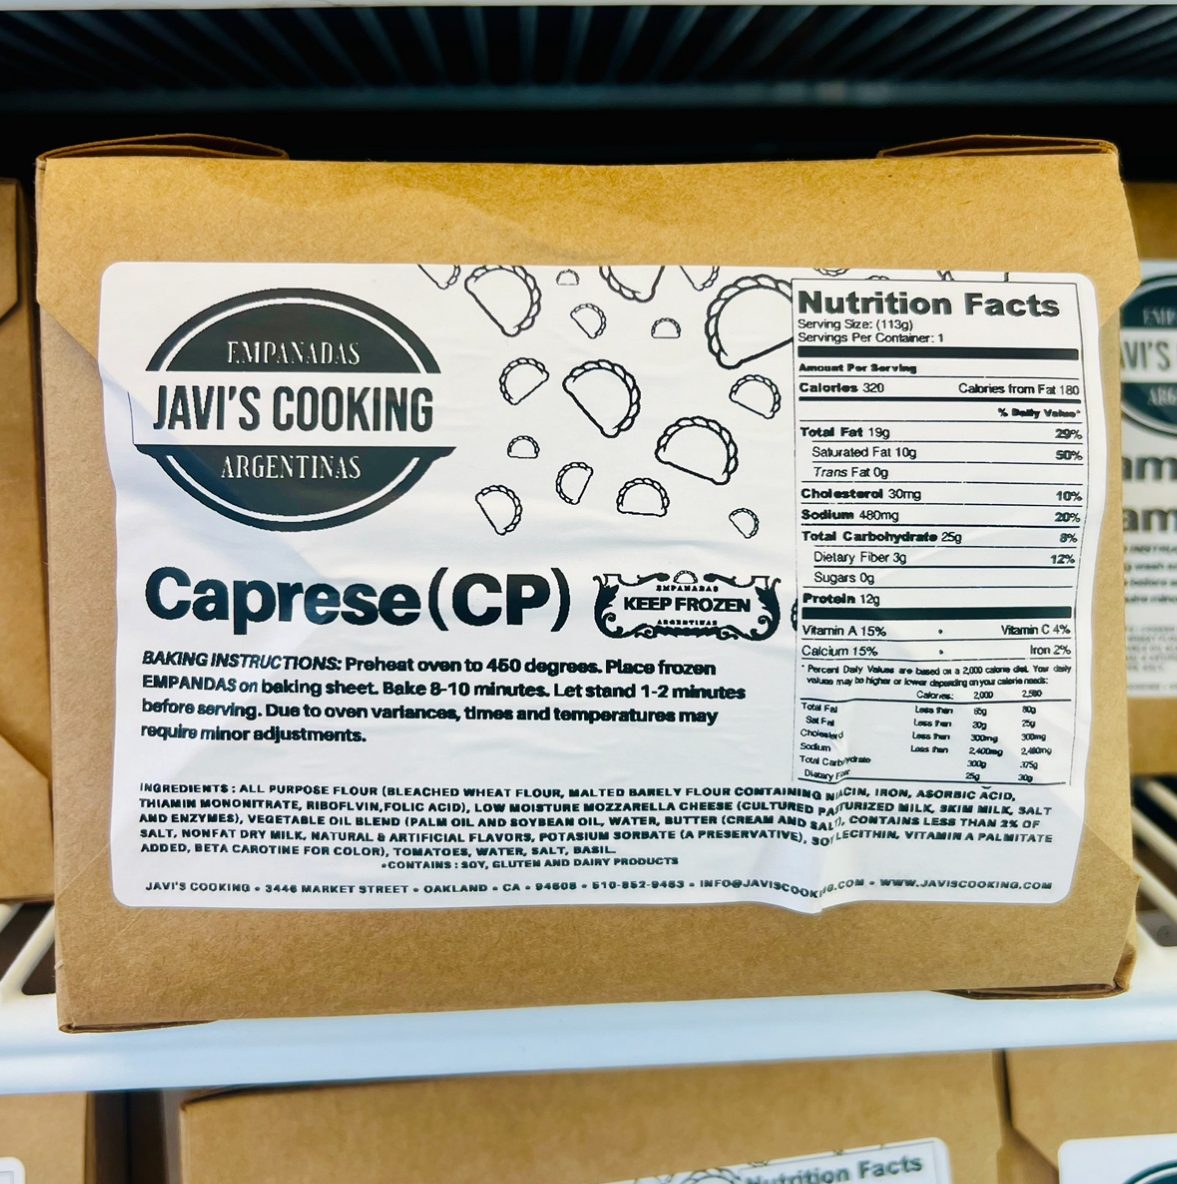 EMPANADAS
JAVI'S COOKING
ARGENTINAS
Caprese (CP)
EMPANADAS
KEEP FROZEN
ARGENTINAS
BAKING INSTRUCTIONS: Preheat oven to 450 degrees. Place frozen
EMPANDAS on baking sheet. Bake 8-10 minutes. Let stand 1-2 minutes
before serving. Due to oven variances, times and temperatures may
require minor adjustments.
Nutrition Facts
Serving Size: (113g)
Servings Per Container: 1
Amount Per Serving
Calories 320 Calories from Fat 180
% Daily Value*
Total Fat 19g 29%
Saturated Fat 10g 50%
Trans Fat 0g
Cholesterol 30mg 10%
Sodium 480mg 20%
Total Carbohydrate 25g 8%
Dietary Fiber 3g 12%
Sugars 0g
Protein 12g
Vitamin A 15% • Vitamin C 4%
Calcium 15% • Iron 2%
* Percent Daily Values are based on a 2,000 calorie diet. Your daily
values may be higher or lower depending on your calorie needs:
Calories: 2,000 2,500
Total Fat Less than 65g 80g
Sat Fat Less than 20g 25g
Cholesterol Less than 300mg 300mg
Sodium Less than 2,400mg 2,400mg
Total Carbohydrate 300g 375g
Dietary Fiber 25g 30g
INGREDIENTS : ALL PURPOSE FLOUR (BLEACHED WHEAT FLOUR, MALTED BARELY FLOUR CONTAINING NIACIN, IRON, ASORBIC ACID,
THIAMIN MONONITRATE, RIBOFLVIN,FOLIC ACID), LOW MOISTURE MOZZARELLA CHEESE (CULTURED PASTURIZED MILK, SKIM MILK, SALT
AND ENZYMES), VEGETABLE OIL BLEND (PALM OIL AND SOYBEAN OIL, WATER, BUTTER (CREAM AND SALT), CONTAINS LESS THAN 2% OF
SALT, NONFAT DRY MILK, NATURAL & ARTIFICIAL FLAVORS, POTASIUM SORBATE (A PRESERVATIVE), SOY LECITHIN, VITAMIN A PALMITATE
ADDED, BETA CAROTINE FOR COLOR), TOMATOES, WATER, SALT, BASIL.
•CONTAINS : SOY, GLUTEN AND DAIRY PRODUCTS
JAVI'S COOKING • 3446 MARKET STREET • OAKLAND • CA • 94608 • 510-852-9463 • INFO@JAVISCOOKING.COM • WWW.JAVISCOOKING.COM
Nutrition Facts